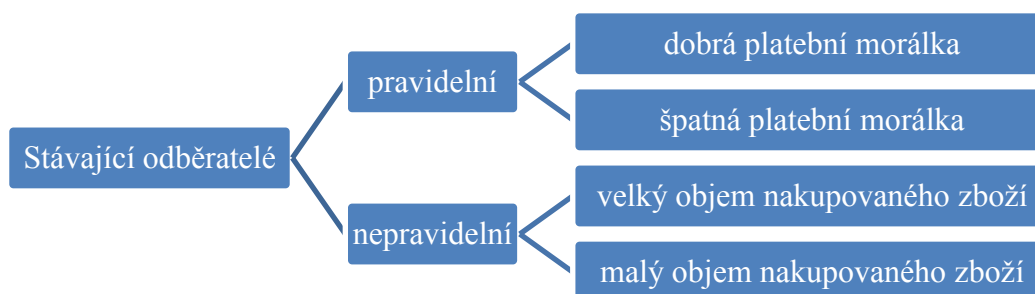 Stávající odběratelé
pravidelní
dobrá platební morálka
špatná platební morálka
nepravidelní
velký objem nakupovaného zboží
malý objem nakupovaného zboží